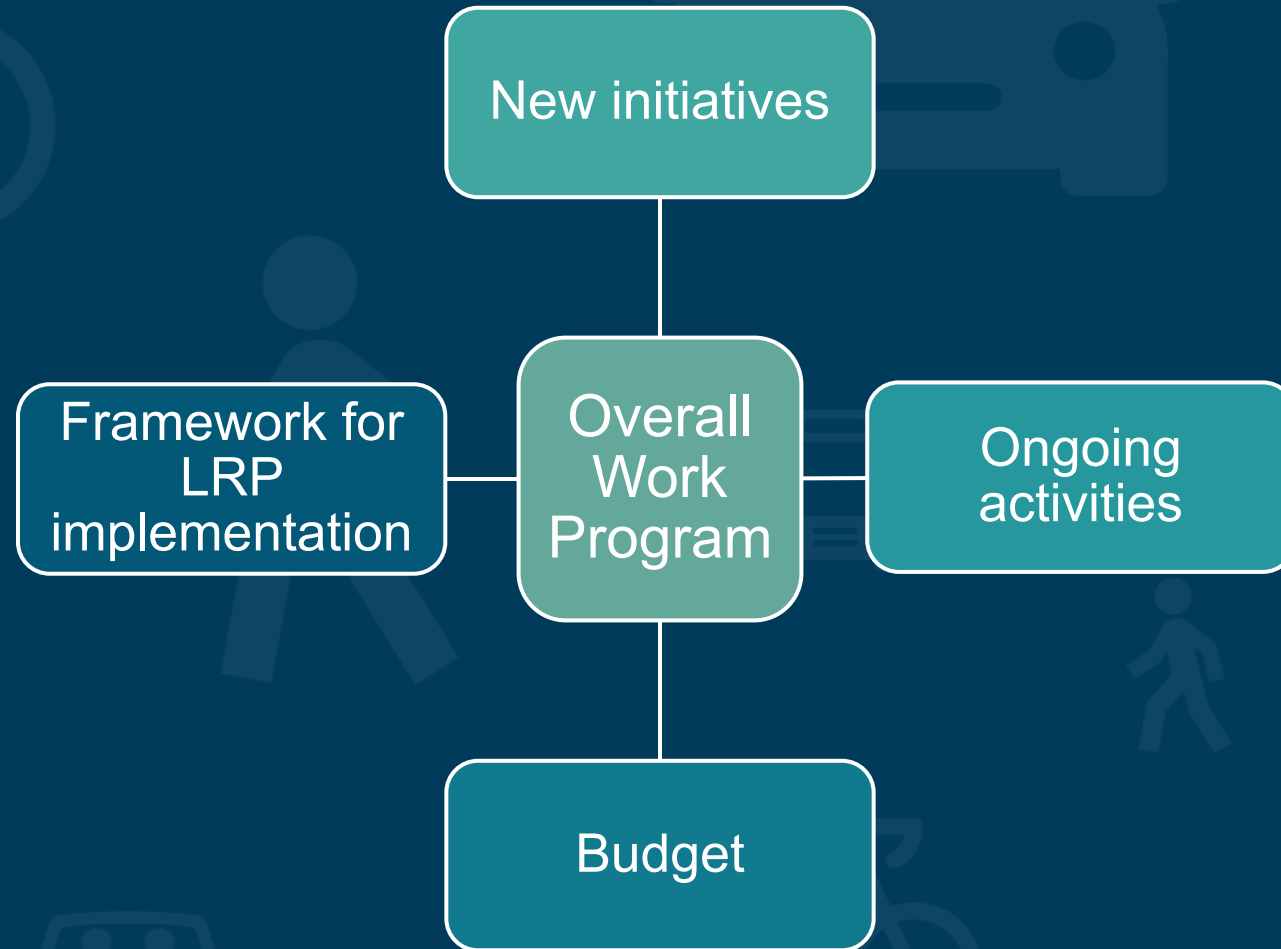 New initiatives
Framework for
LRP
implementation
Overall
Work
Program
Ongoing
activities
Budget